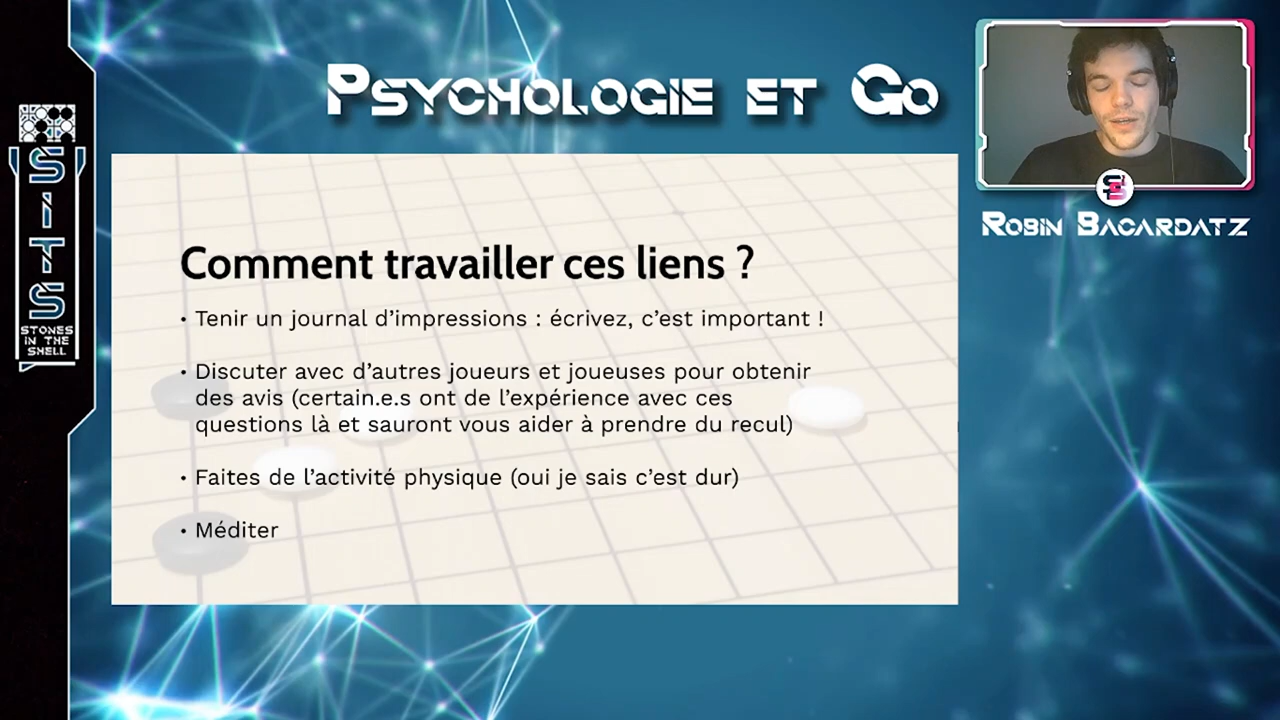 Psychologie et Go
SiTS
STONES
IN THE
SHELL
Robin Bacardatz
Comment travailler ces liens ?
• Tenir un journal d’impressions : écrivez, c’est important !
• Discuter avec d’autres joueurs et joueuses pour obtenir
des avis (certain.e.s ont de l’expérience avec ces
questions là et sauront vous aider à prendre du recul)
• Faites de l’activité physique (oui je sais c’est dur)
• Méditer